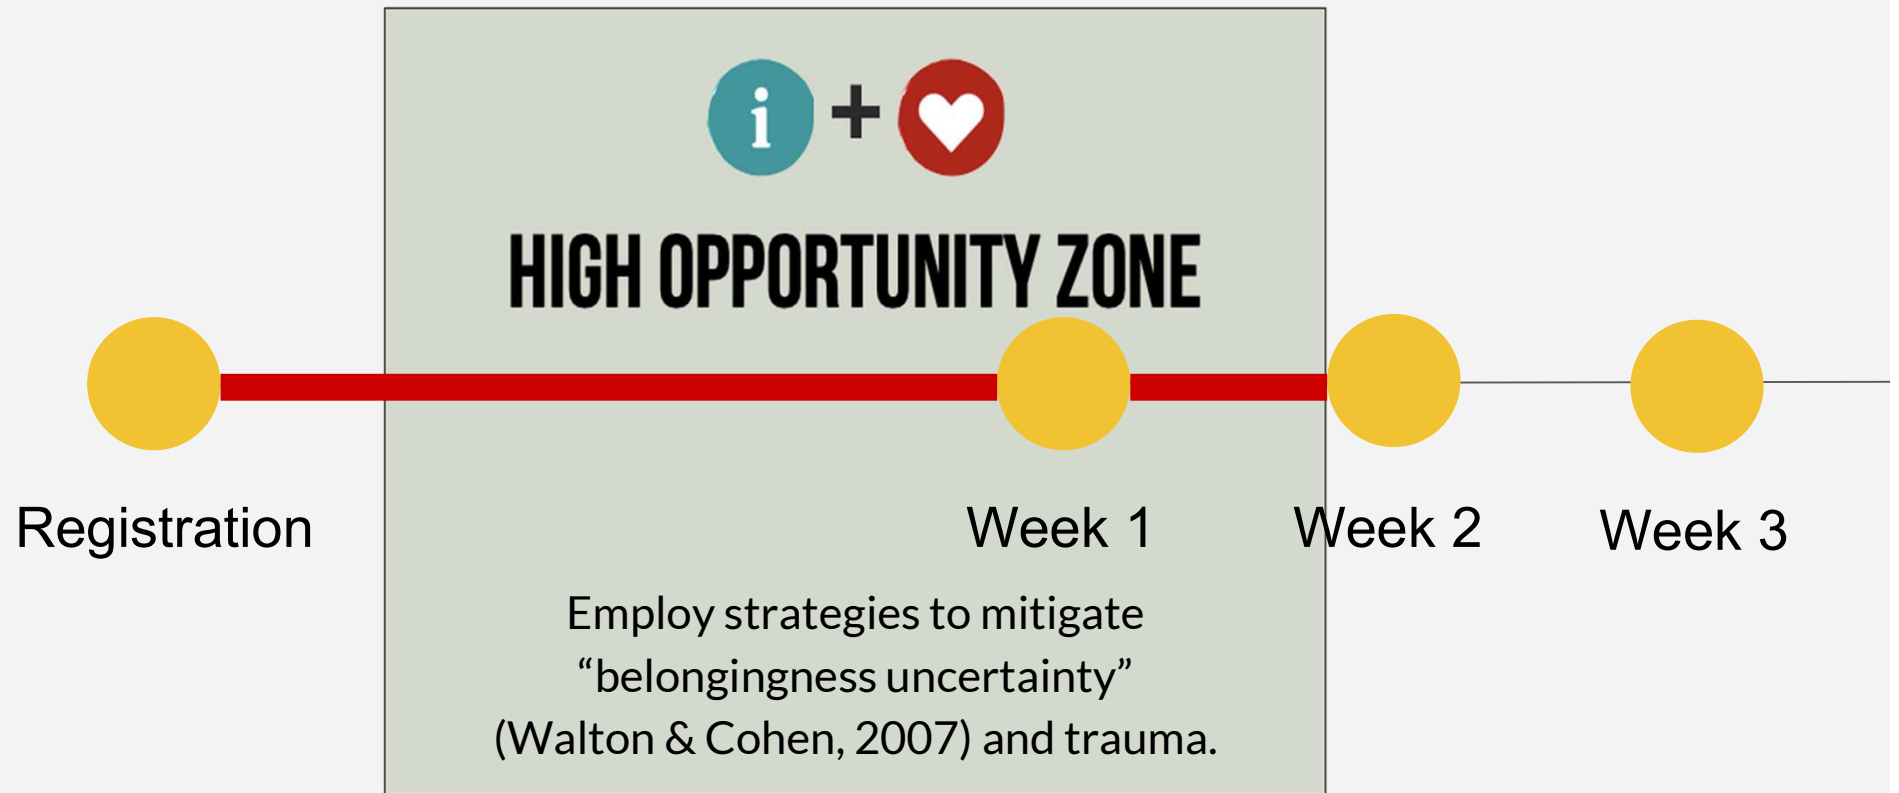 i +
HIGH OPPORTUNITY ZONE
Registration
Week 1
Week 2
Week 3
Employ strategies to mitigate
“belongingness uncertainty”
(Walton & Cohen, 2007) and trauma.